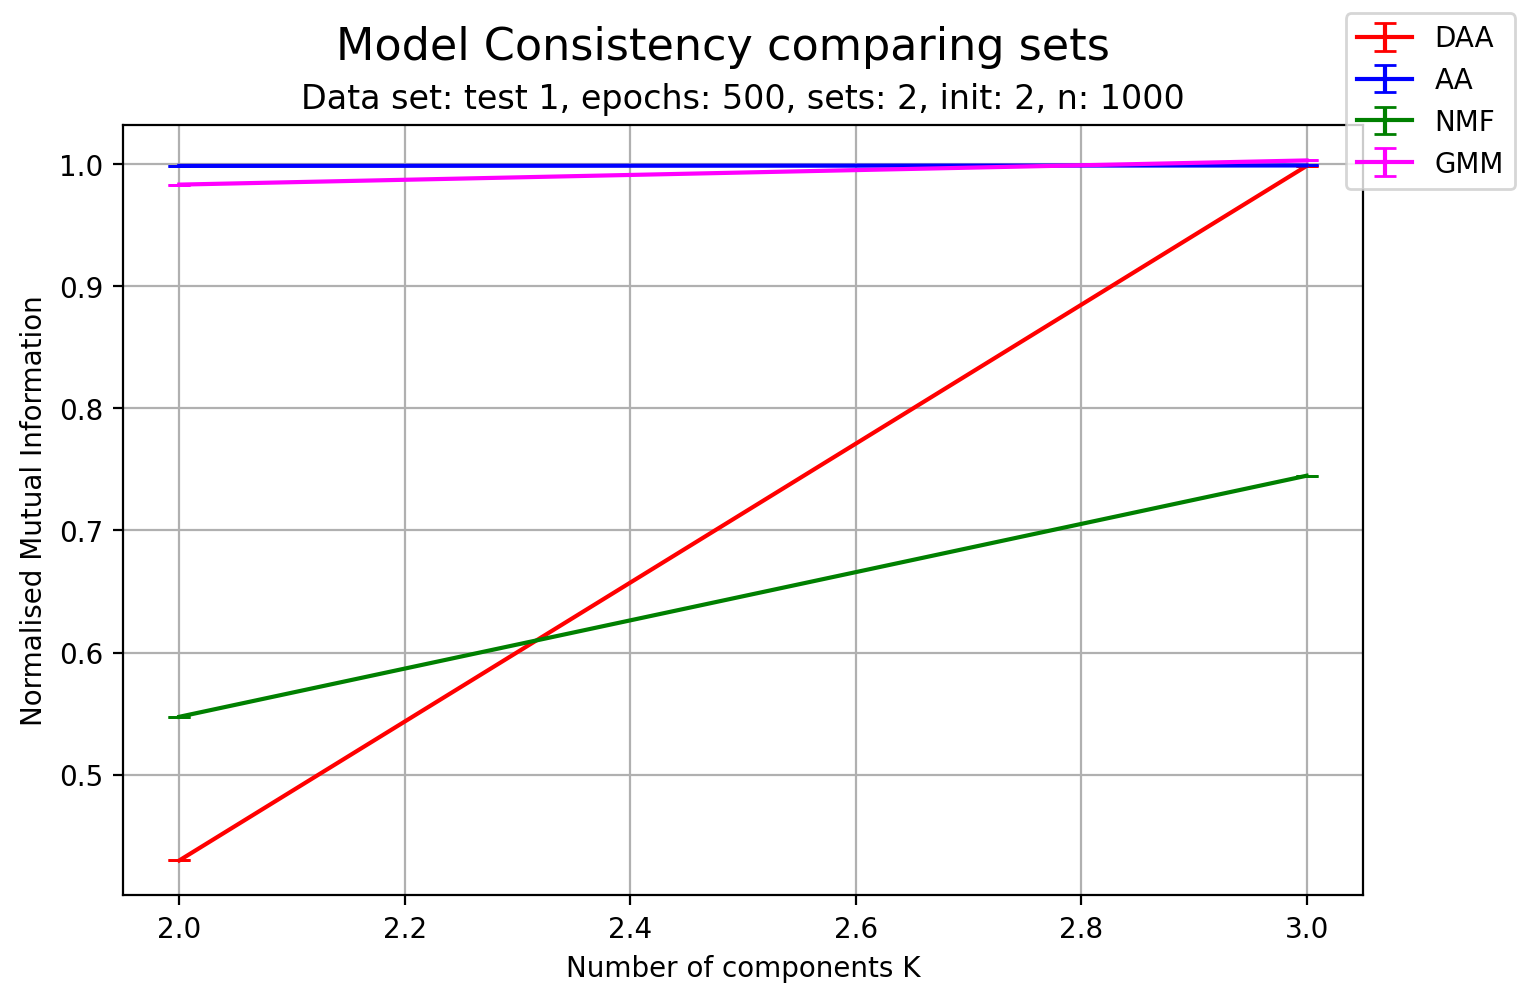 Model Consistency comparing sets
Data set: test 1, epochs: 500, sets: 2, init: 2, n: 1000
DAA
AA
NMF
GMM
Normalised Mutual Information
1.0
0.9
0.8
0.7
0.6
0.5
2.0 2.2 2.4 2.6 2.8 3.0
Number of components K